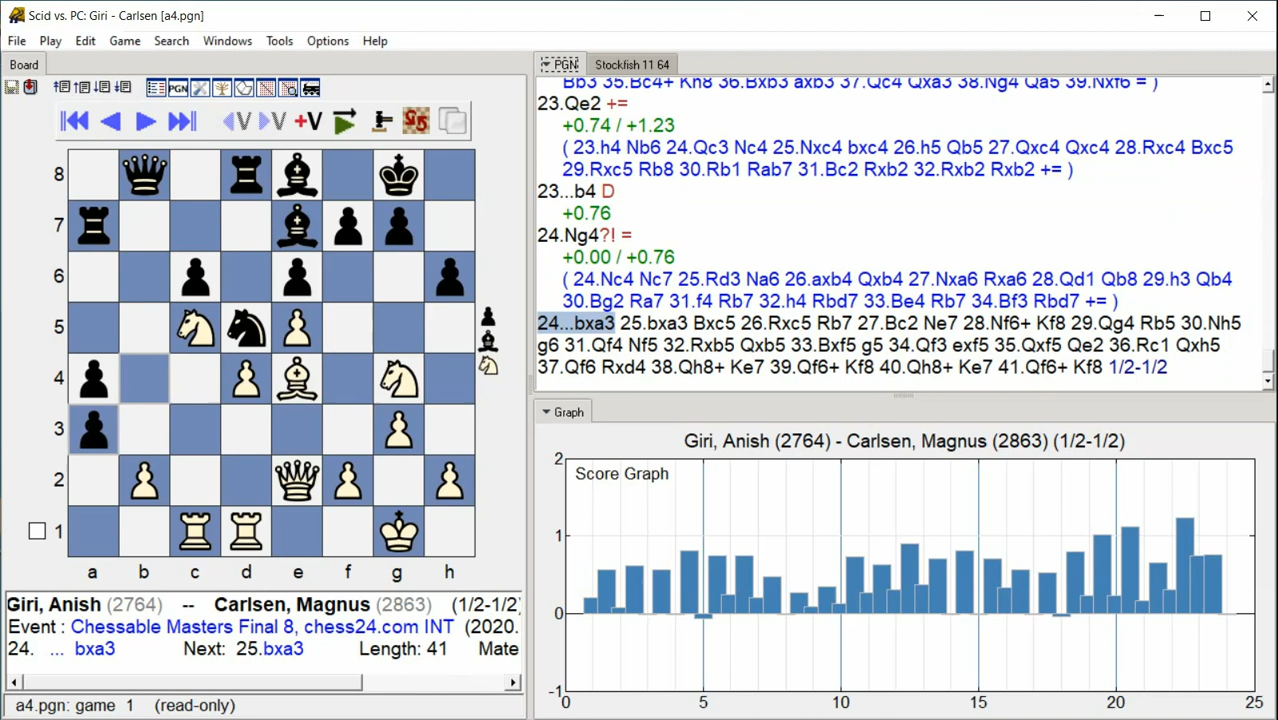 Scid vs. PC: Giri - Carlsen [a4.pgn]
File Play Edit Game Search Windows Tools Options Help
Board
PGN
V V +V
8
7
6
5
4
3
2
1
a b c d e f g h
Giri, Anish (2764) -- Carlsen, Magnus (2863) (1/2-1/2)
Event : Chessable Masters Final 8, chess24.com INT (2020.
24. ... bxa3 Next: 25.bxa3 Length: 41 Mate
a4.pgn: game 1 (read-only)
PGN Stockfish 11 64
Bb3 35.Bc4+ Kh8 36.Bxb3 axb3 37.Qc4 Qxa3 38.Ng4 Qa5 39.Nxf6 = )
23.Qe2 +=
+0.74 / +1.23
( 23.h4 Nb6 24.Qc3 Nc4 25.Nxc4 bxc4 26.h5 Qb5 27.Qxc4 Qxc4 28.Rxc4 Bxc5
29.Rxc5 Rb8 30.Rb1 Rab7 31.Bc2 Rxb2 32.Rxb2 Rxb2 += )
23...b4 D
+0.76
24.Ng4?! =
+0.00 / +0.76
( 24.Nc4 Nc7 25.Rd3 Na6 26.axb4 Qxb4 27.Nxa6 Rxa6 28.Qd1 Qb8 29.h3 Qb4
30.Bg2 Ra7 31.f4 Rb7 32.h4 Rbd7 33.Be4 Rb7 34.Bf3 Rbd7 += )
24...bxa3 25.bxa3 Bxc5 26.Rxc5 Rb7 27.Bc2 Ne7 28.Nf6+ Kf8 29.Qg4 Rb5 30.Nh5
g6 31.Qf4 Nf5 32.Rxb5 Qxb5 33.Bxf5 g5 34.Qf3 exf5 35.Qxf5 Qe2 36.Rc1 Qxh5
37.Qf6 Rxd4 38.Qh8+ Ke7 39.Qf6+ Kf8 40.Qh8+ Ke7 41.Qf6+ Kf8 1/2-1/2
Graph
Giri, Anish (2764) - Carlsen, Magnus (2863) (1/2-1/2)
Score Graph
2
1
0
-1
0 5 10 15 20 25